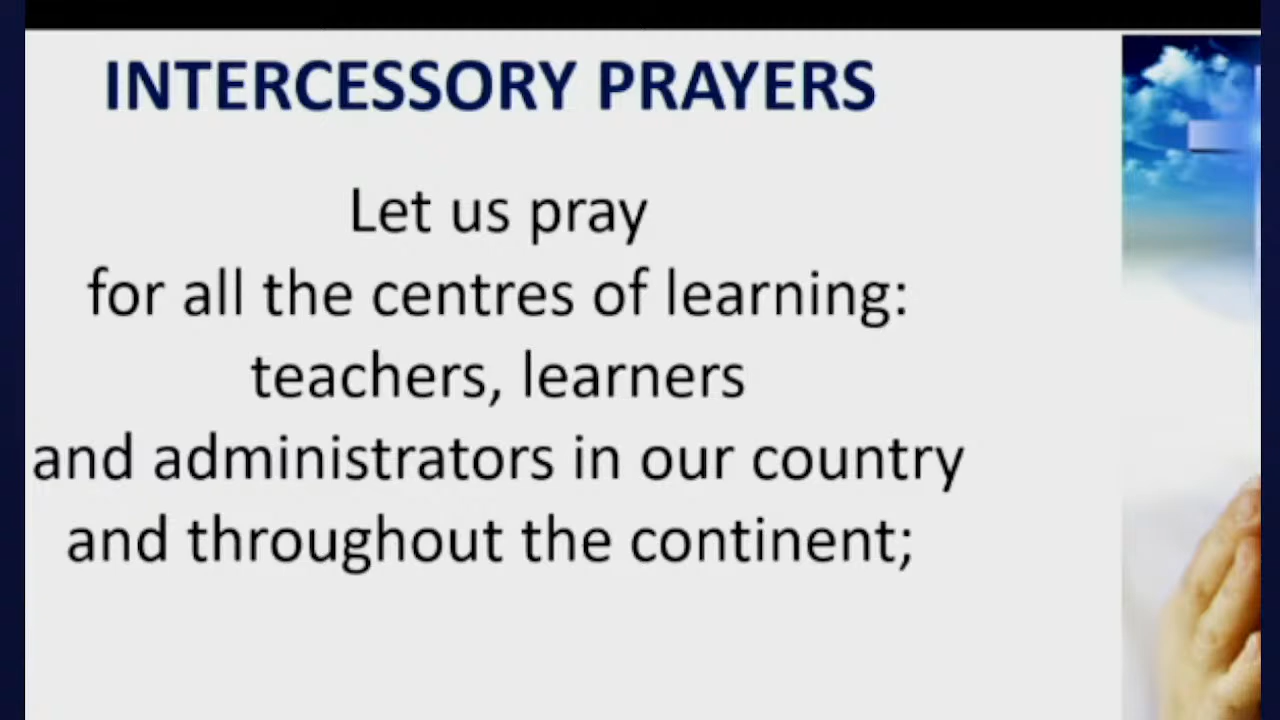 INTERCESSORY PRAYERS
Let us pray
for all the centres of learning:
teachers, learners
and administrators in our country
and throughout the continent;